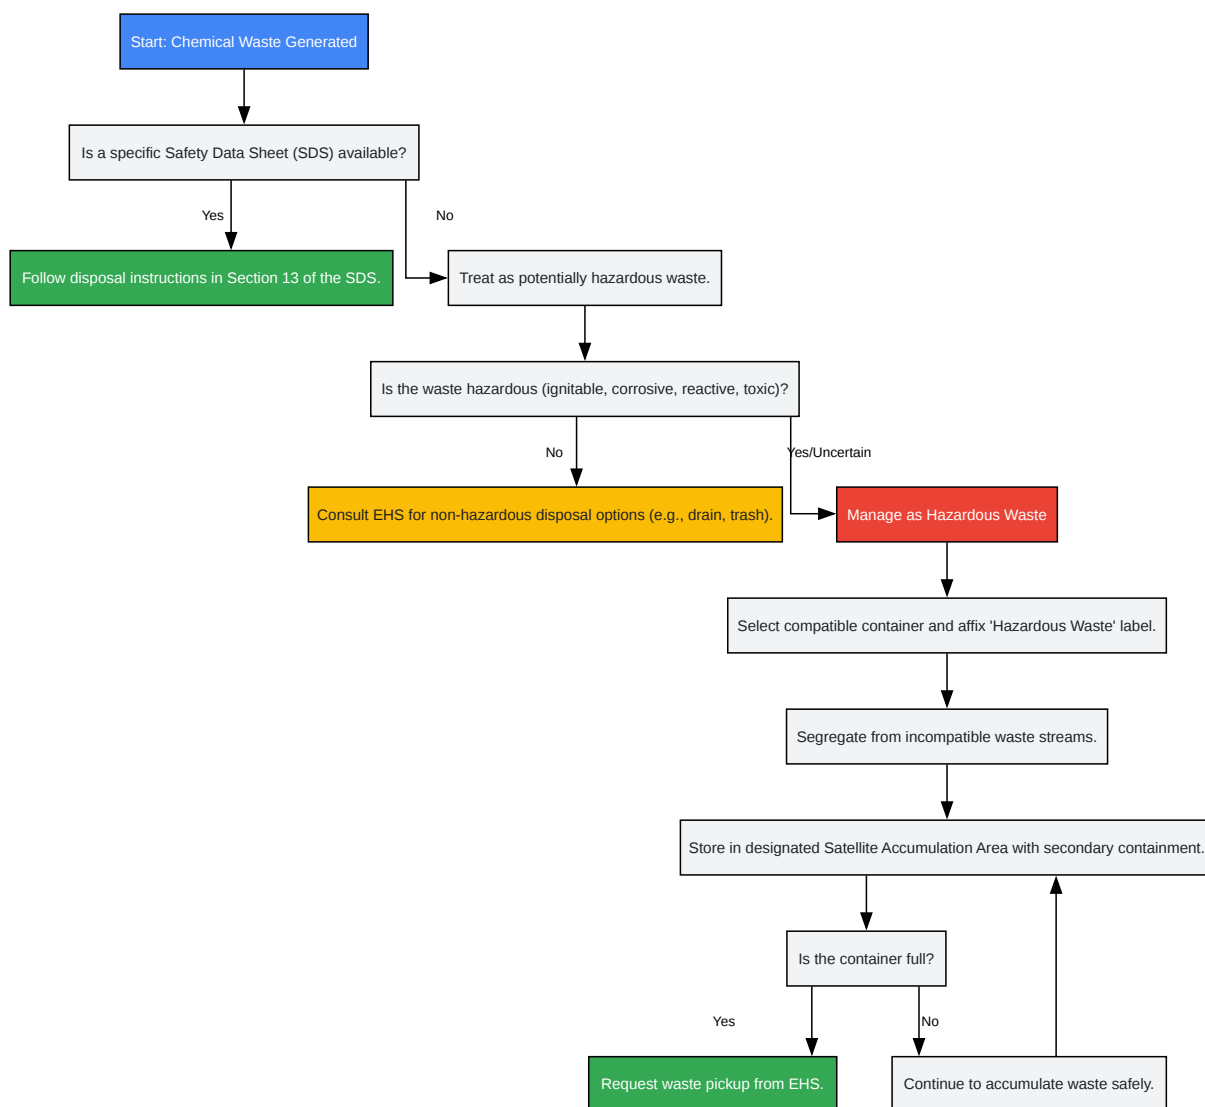 Start: Chemical Waste Generated
Is a specific Safety Data Sheet (SDS) available?
Yes
No
Follow disposal instructions in Section 13 of the SDS.
Treat as potentially hazardous waste.
Is the waste hazardous (ignitable, corrosive, reactive, toxic)?
No
Yes/Uncertain
Consult EHS for non-hazardous disposal options (e.g., drain, trash).
Manage as Hazardous Waste
Select compatible container and affix 'Hazardous Waste' label.
Segregate from incompatible waste streams.
Store in designated Satellite Accumulation Area with secondary containment.
Is the container full?
Yes
No
Request waste pickup from EHS.
Continue to accumulate waste safely.